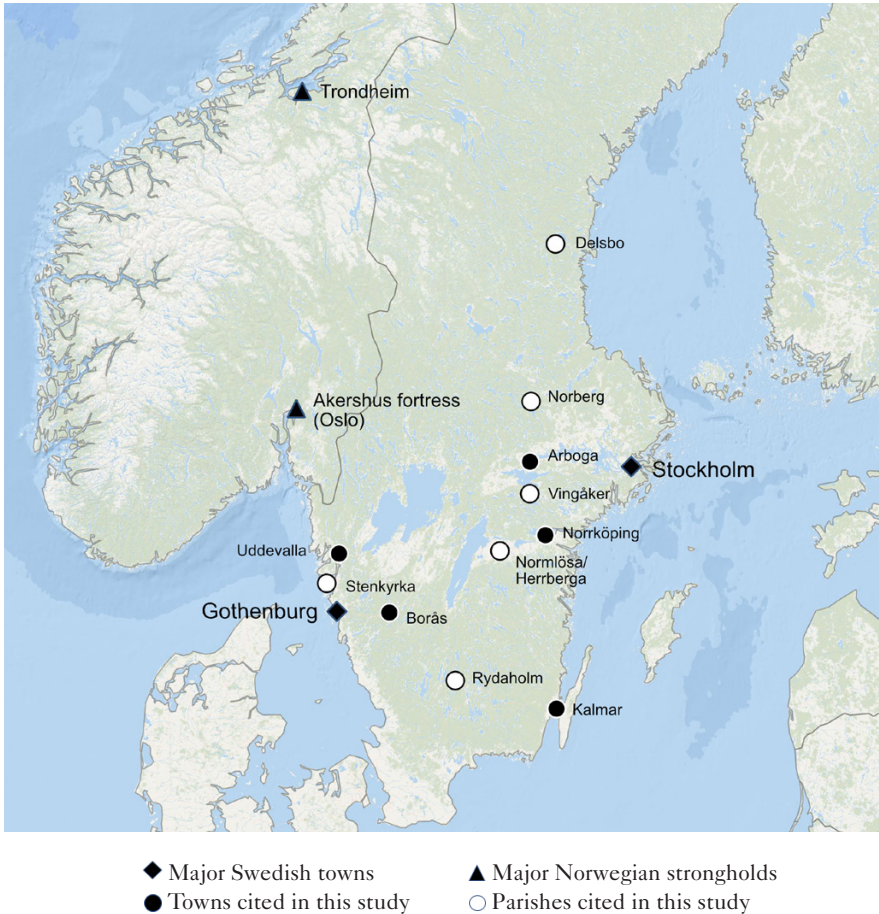 Trondheim
Delsbo
Norberg
Akershus fortress
(Oslo)
Arboga
Stockholm
Vingåker
Norrköping
Uddevalla
Normlösa/
Herrberga
Stenkyrka
Gothenburg
Borås
Rydaholm
Kalmar
Major Swedish towns
Major Norwegian strongholds
Towns cited in this study
Parishes cited in this study